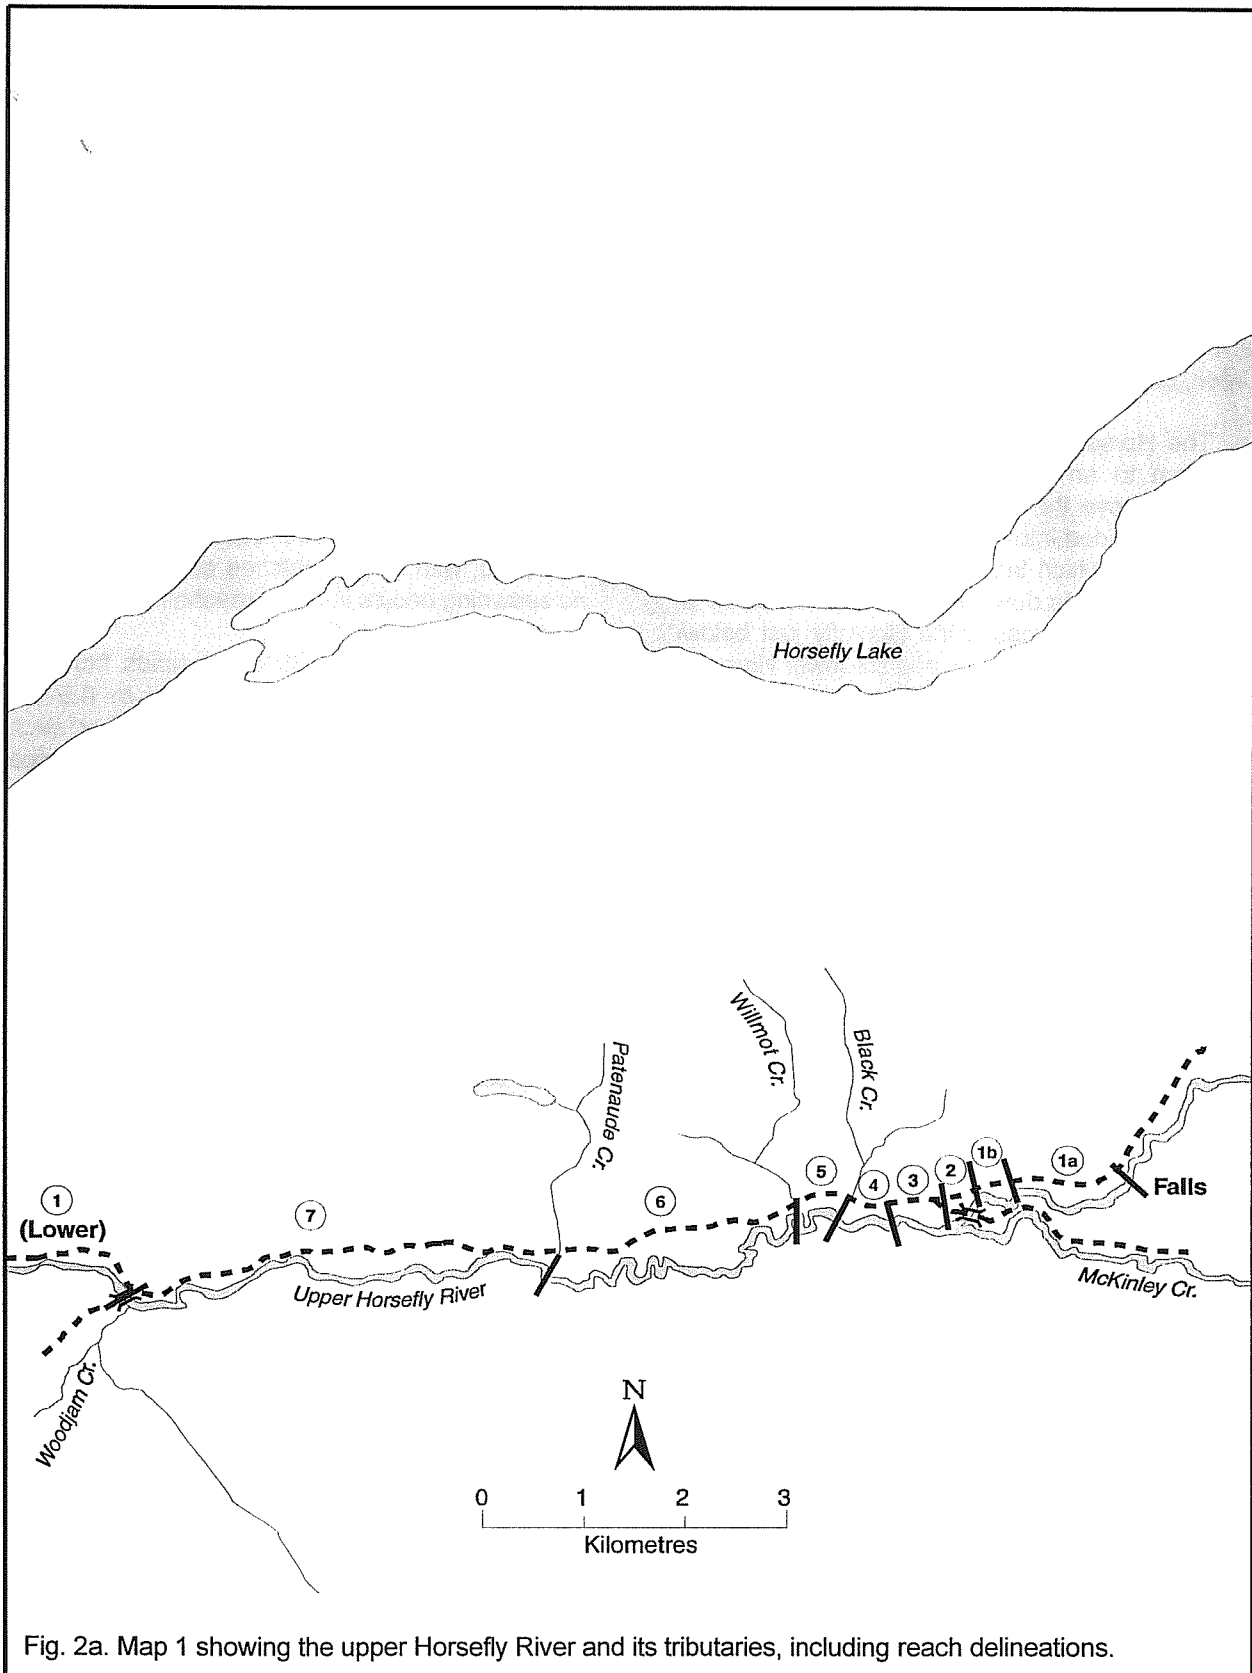 Horsefly Lake
Willmot Cr.
Black Cr.
Patenaude Cr.
1b
1a
2
3
4
5
6
Falls
1
(Lower)
7
Upper Horsefly River
McKinley Cr.
Woodjam Cr.
N
0 1 2 3
Kilometres
Fig. 2a. Map 1 showing the upper Horsefly River and its tributaries, including reach delineations.